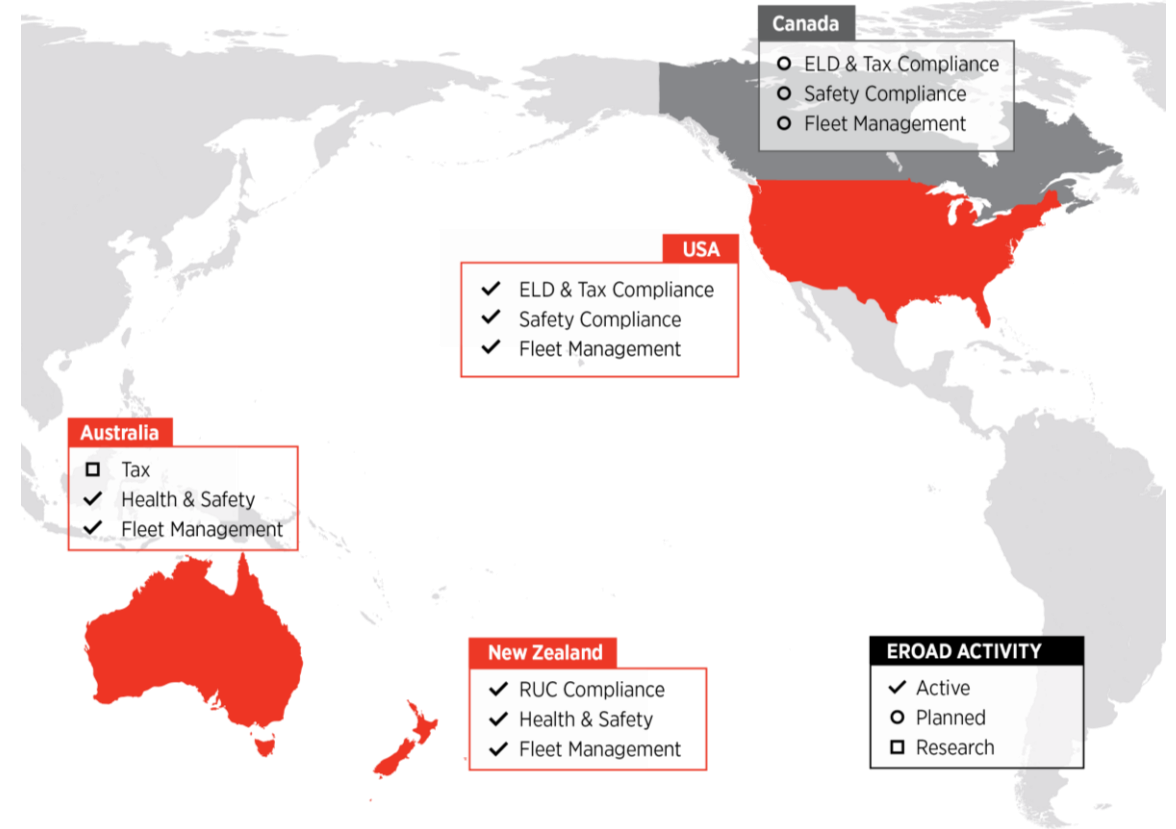 Canada
ELD & Tax Compliance
Safety Compliance
Fleet Management
USA
ELD & Tax Compliance
Safety Compliance
Fleet Management
Australia
Tax
Health & Safety
Fleet Management
New Zealand
RUC Compliance
Health & Safety
Fleet Management
EROAD ACTIVITY
Active
Planned
Research